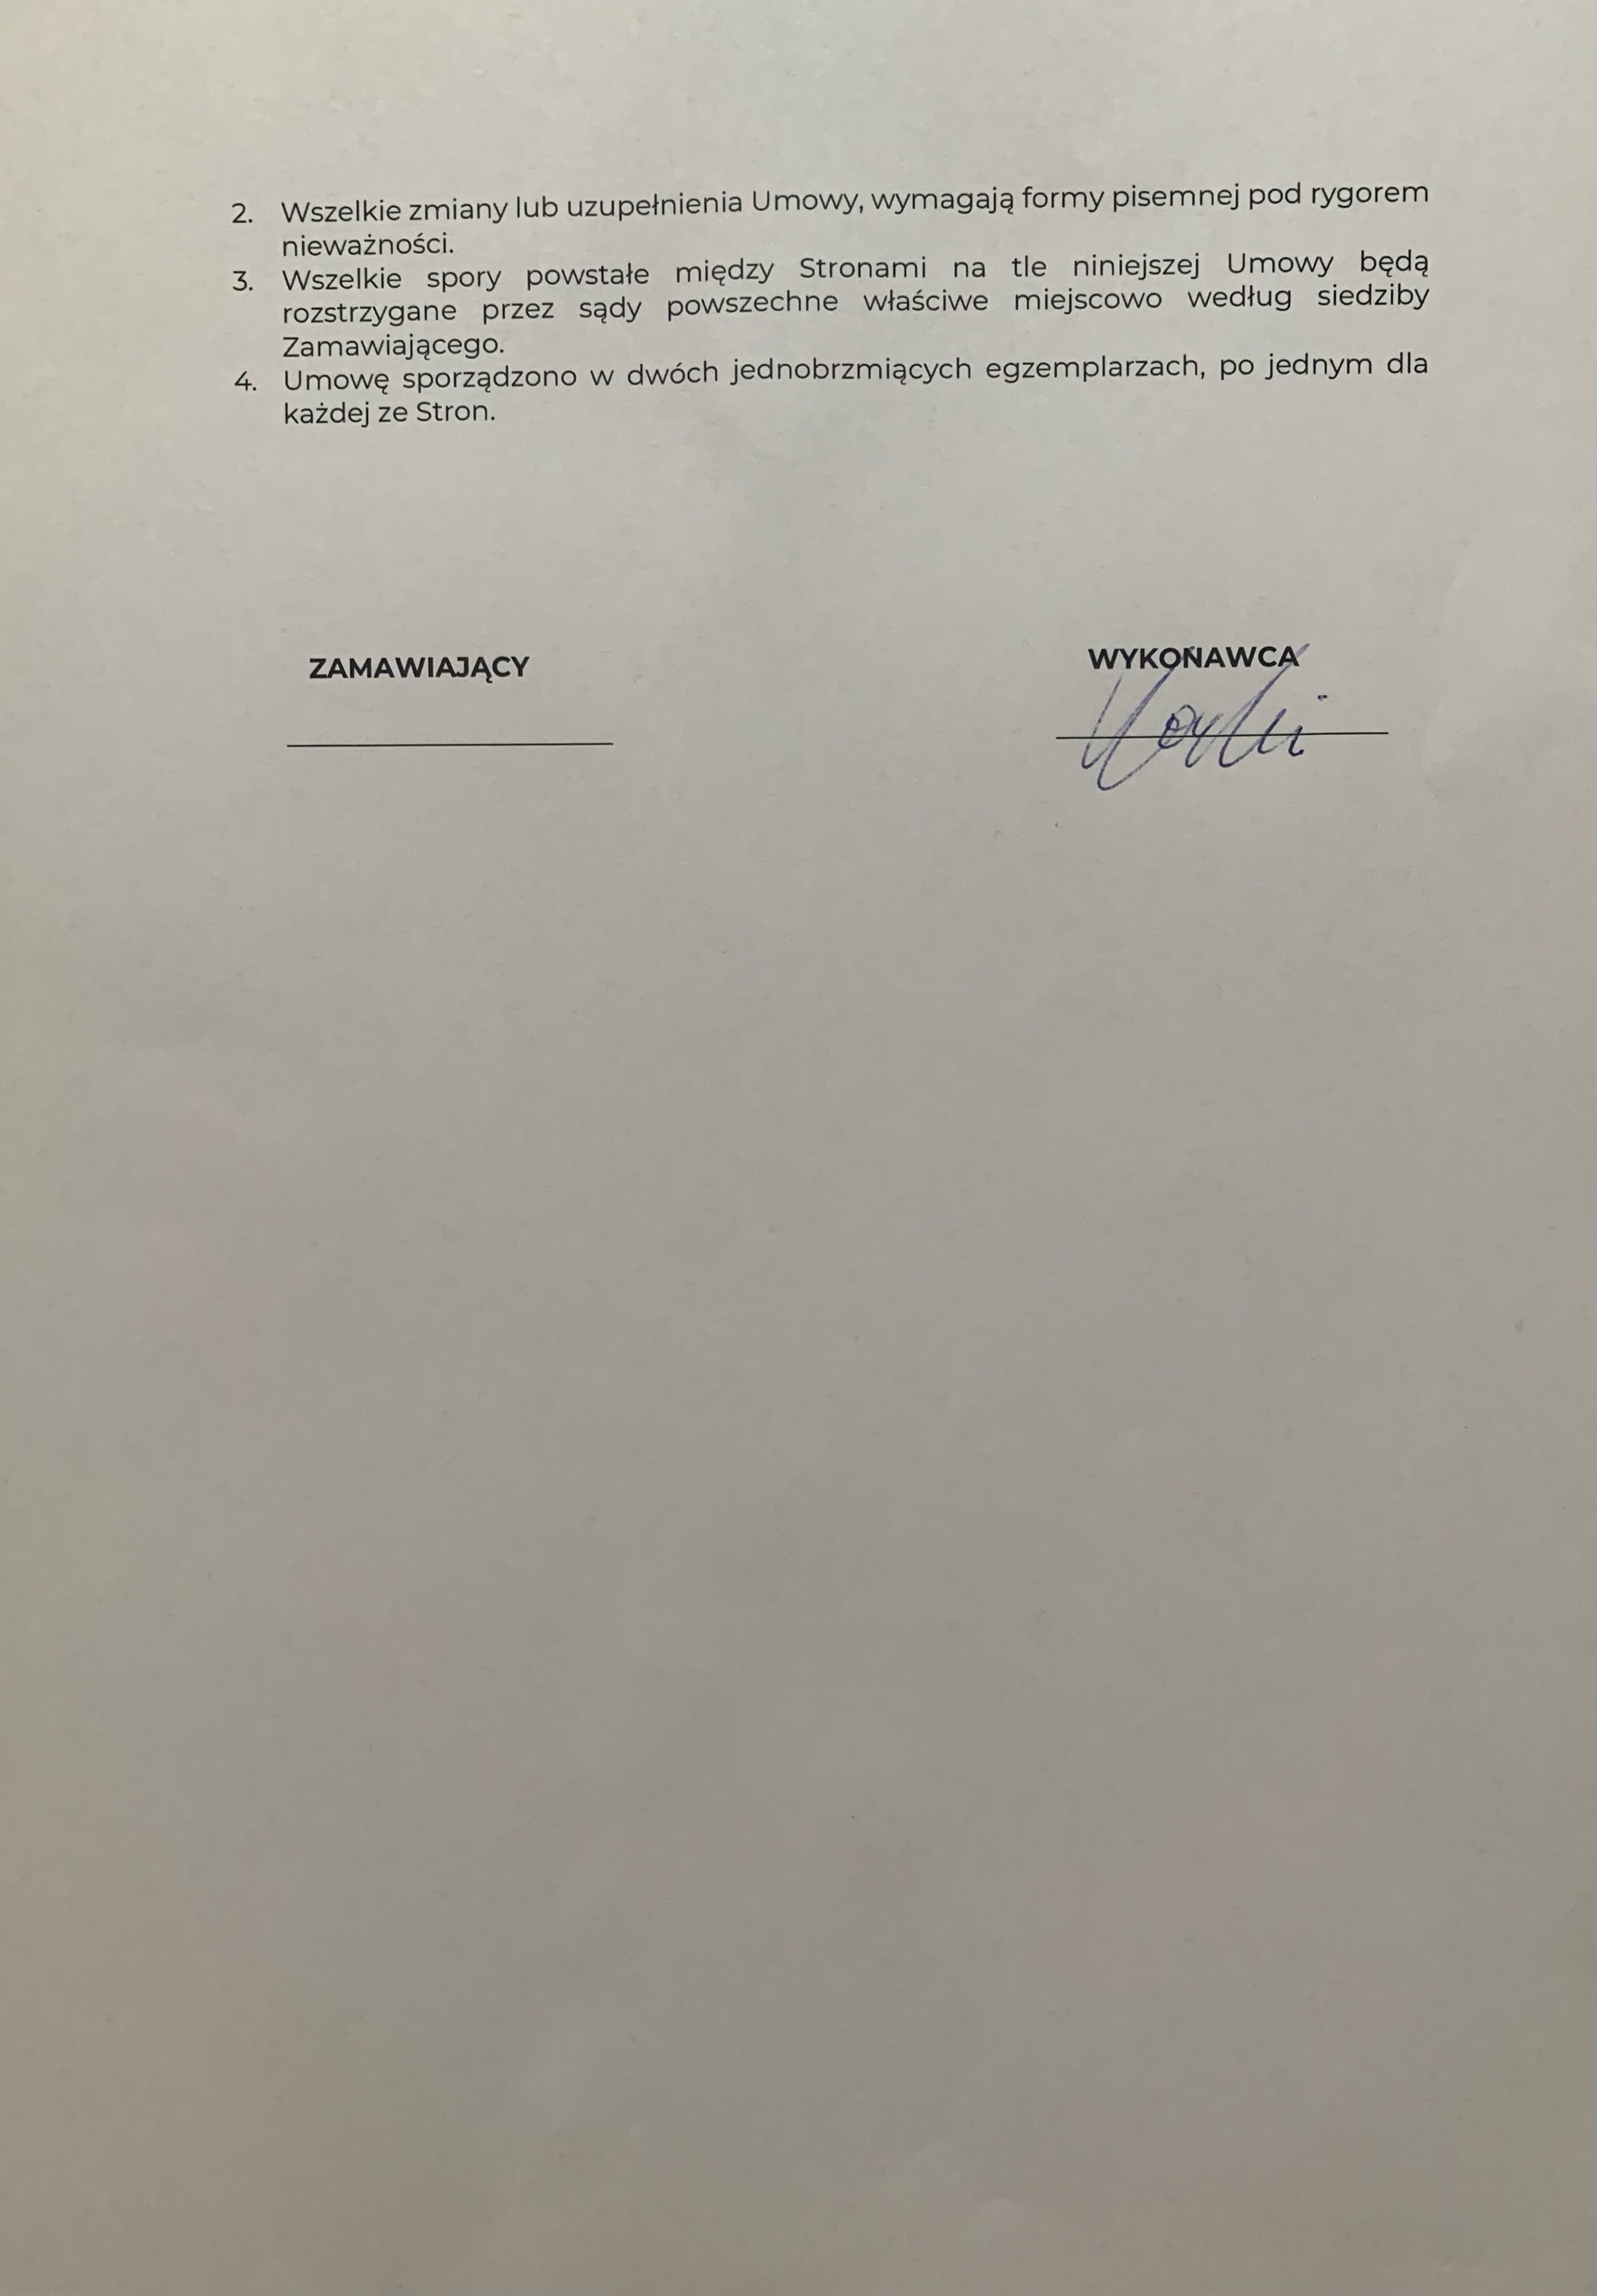 2. Wszelkie zmiany lub uzupełnienia Umowy, wymagają formy pisemnej pod rygorem
nieważności.
3. Wszelkie spory powstałe między Stronami na tle niniejszej Umowy będą
rozstrzygane przez sądy powszechne właściwe miejscowo według siedziby
Zamawiającego.
4. Umowę sporządzono w dwóch jednobrzmiących egzemplarzach, po jednym dla
każdej ze Stron.
ZAMAWIAJĄCY
WYKONAWCA